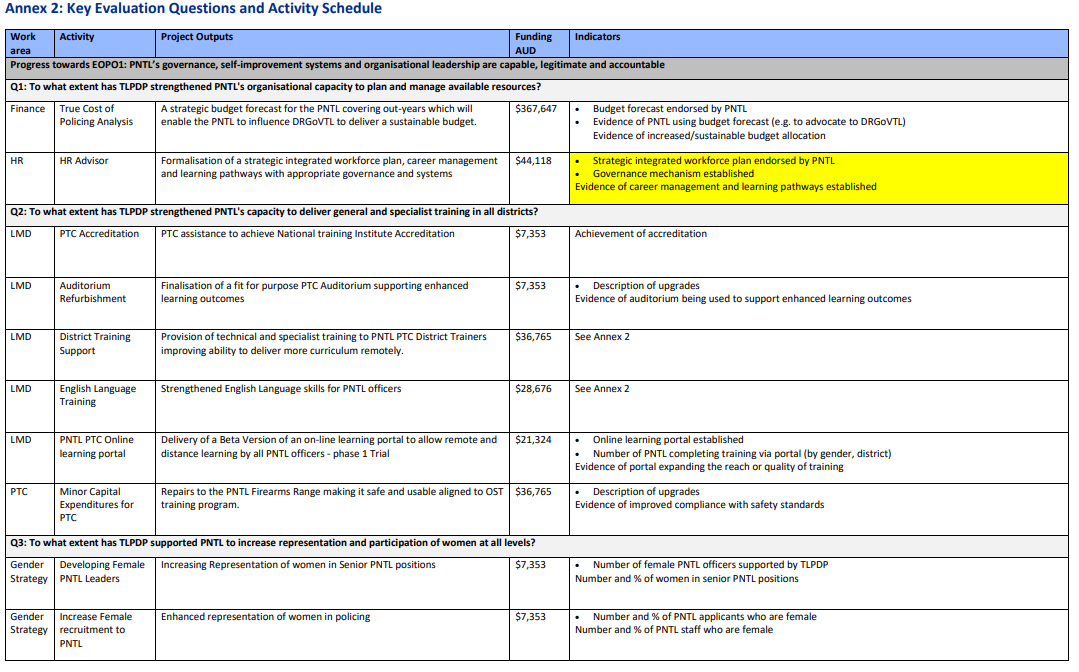 Annex 2: Key Evaluation Questions and Activity Schedule
Work area
Activity
Project Outputs
Funding AUD
Indicators
Progress towards EOPO1: PNTL's governance, self-improvement systems and organisational leadership are capable, legitimate and accountable
Q1: To what extent has TLPDP strengthened PNTL's organisational capacity to plan and manage available resources?
Finance
True Cost of
Policing Analysis
A strategic budget forecast for the PNTL covering out-years which will
enable the PNTL to influence DRGoVTL to deliver a sustainable budget.
$367,647
• Budget forecast endorsed by PNTL
• Evidence of PNTL using budget forecast (e.g. to advocate to DRGoVTL)
Evidence of increased/sustainable budget allocation
HR
HR Advisor
Formalisation of a strategic integrated workforce plan, career management
and learning pathways with appropriate governance and systems
$44,118
• Strategic integrated workforce plan endorsed by PNTL
• Governance mechanism established
Evidence of career management and learning pathways established
Q2: To what extent has TLPDP strengthened PNTL's capacity to deliver general and specialist training in all districts?
LMD
PTC Accreditation
PTC assistance to achieve National training Institute Accreditation
$7,353
Achievement of accreditation
LMD
Auditorium
Refurbishment
Finalisation of a fit for purpose PTC Auditorium supporting enhanced
learning outcomes
$7,353
• Description of upgrades
Evidence of auditorium being used to support enhanced learning outcomes
LMD
District Training
Support
Provision of technical and specialist training to PNTL PTC District Trainers
improving ability to deliver more curriculum remotely.
$36,765
See Annex 2
LMD
English Language
Training
Strengthened English Language skills for PNTL officers
$28,676
See Annex 2
LMD
PNTL PTC Online
learning portal
Delivery of a Beta Version of an on-line learning portal to allow remote and
distance learning by all PNTL officers - phase 1 Trial
$21,324
• Online learning portal established
• Number of PNTL completing training via portal (by gender, district)
Evidence of portal expanding the reach or quality of training
PTC
Minor Capital
Expenditures for
PTC
Repairs to the PNTL Firearms Range making it safe and usable aligned to OST
training program.
$36,765
• Description of upgrades
Evidence of improved compliance with safety standards
Q3: To what extent has TLPDP supported PNTL to increase representation and participation of women at all levels?
Gender
Strategy
Developing Female
PNTL Leaders
Increasing Representation of women in Senior PNTL positions
$7,353
• Number of female PNTL officers supported by TLPDP
Number and % of women in senior PNTL positions
Gender
Strategy
Increase Female
recruitment to
PNTL
Enhanced representation of women in policing
$7,353
• Number and % of PNTL applicants who are female
Number and % of PNTL staff who are female